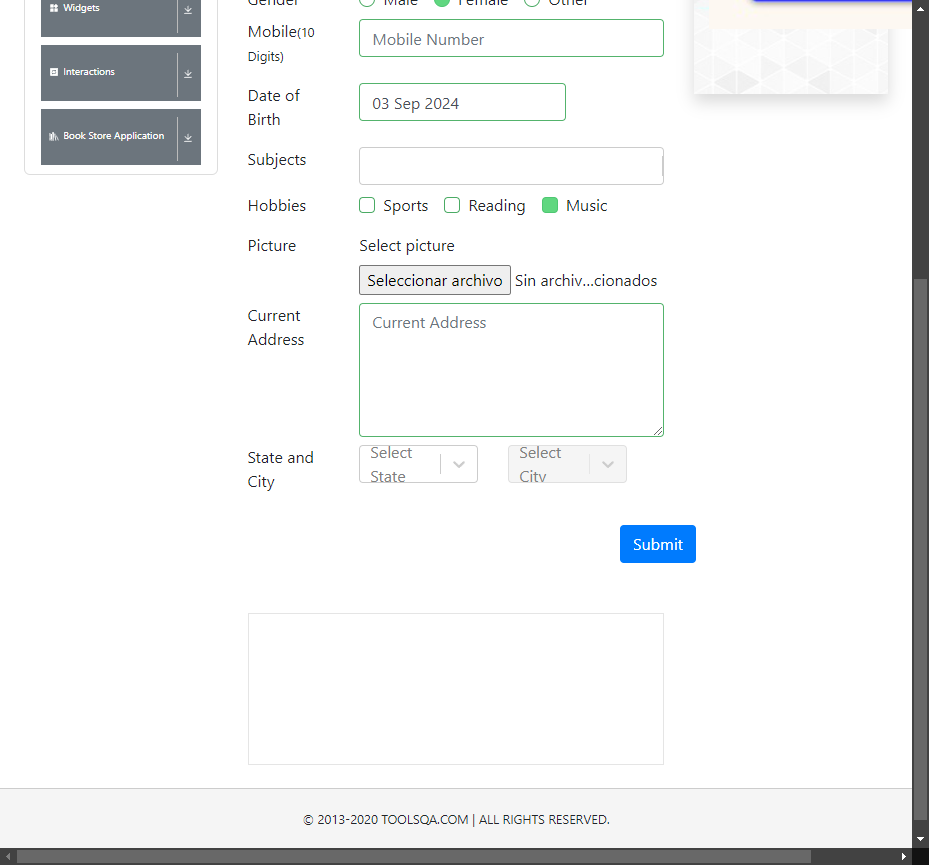 Widgets
Gender Male Female Other
Mobile(10 Digits)
Mobile Number
Interactions
Date of Birth
03 Sep 2024
Book Store Application
Subjects
Hobbies Sports Reading Music
Picture Select picture
Seleccionar archivo Sin archiv...cionados
Current Address
Current Address
State and City
Select State
Select City
Submit
© 2013-2020 TOOLSQA.COM | ALL RIGHTS RESERVED.